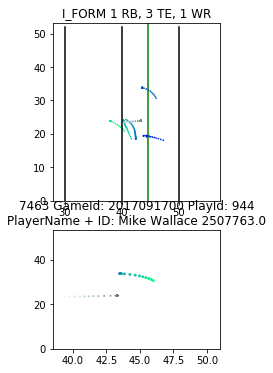 I_FORM 1 RB, 3 TE, 1 WR
50
40
30
20
10
0
30 40 50
7463 GameId: 2017091700 PlayId: 944
PlayerName + ID: Mike Wallace 2507763.0
40
20
0
40.0 42.5 45.0 47.5 50.0